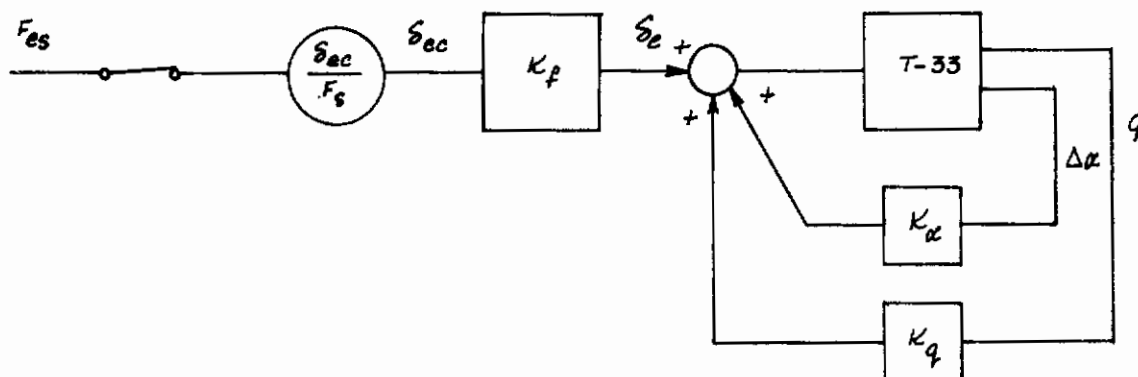 F_es
δ_ec
F_s
δ_ec
K_f
δ_e
+
+
+
T-33
Δα
q
K_α
K_q